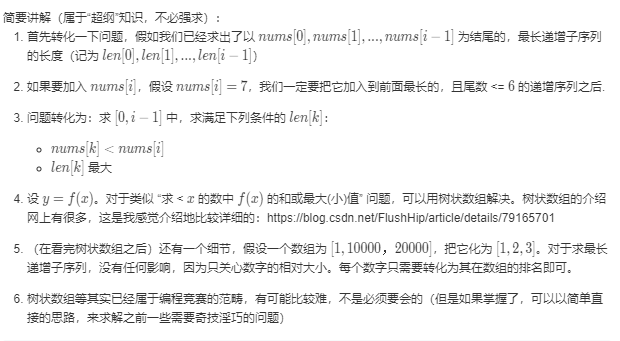 简要讲解（属于“超纲”知识，不必强求）：
1. 首先转化一下问题，假如我们已经求出了以 nums[0], nums[1], ..., nums[i − 1] 为结尾的，最长递增子序列
的长度（记为 len[0], len[1], ..., len[i − 1]）
2. 如果要加入 nums[i]，假设 nums[i] = 7，我们一定要把它加入到前面最长的，且尾数 <= 6 的递增序列之后.
3. 问题转化为：求 [0, i − 1] 中，求满足下列条件的 len[k]：
nums[k] < nums[i]
len[k] 最大
4. 设 y = f(x)。对于类似 “求 < x 的数中 f(x) 的和或最大(小)值” 问题，可以用树状数组解决。树状数组的介绍
网上有很多，这是我感觉介绍地比较详细的：https://blog.csdn.net/FlushHip/article/details/79165701
5. （在看完树状数组之后）还有一个细节，假设一个数组为 [1, 10000，20000]，把它化为 [1, 2, 3]。对于求最长
递增子序列，没有任何影响，因为只关心数字的相对大小。每个数字只需要转化为其在数组的排名即可。
6. 树状数组等其实已经属于编程竞赛的范畴，有可能比较难，不是必须要会的（但是如果掌握了，可以以简单直
接的思路，来求解之前一些需要奇技淫巧的问题）